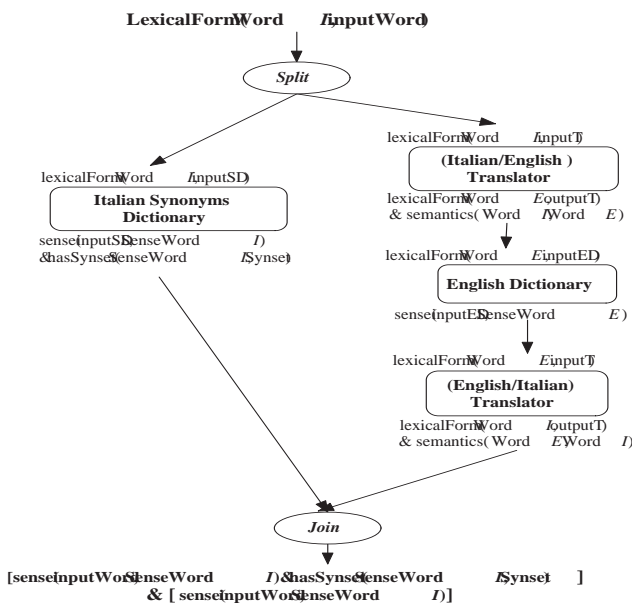 LexicalForm(Word I,inputWord)
Split
lexicalForm(Word I,inputT)
(Italian/English )
Translator
lexicalForm(Word E,outputT)
& semantics( Word I,Word E)
lexicalForm(Word I,inputSD)
Italian Synonyms
Dictionary
sense(inputSD,SenseWord I)
&hasSynset(SenseWord I,Synset)
lexicalForm(Word E,inputED)
English Dictionary
sense(inputED,SenseWord E)
lexicalForm(Word E,inputT)
(English/Italian)
Translator
lexicalForm(Word I,outputT)
& semantics( Word E,Word I)
Join
[sense(inputWord,SenseWord I)&hasSynset(SenseWord I,Synset) ]
& [ sense(inputWord,SenseWord I)]